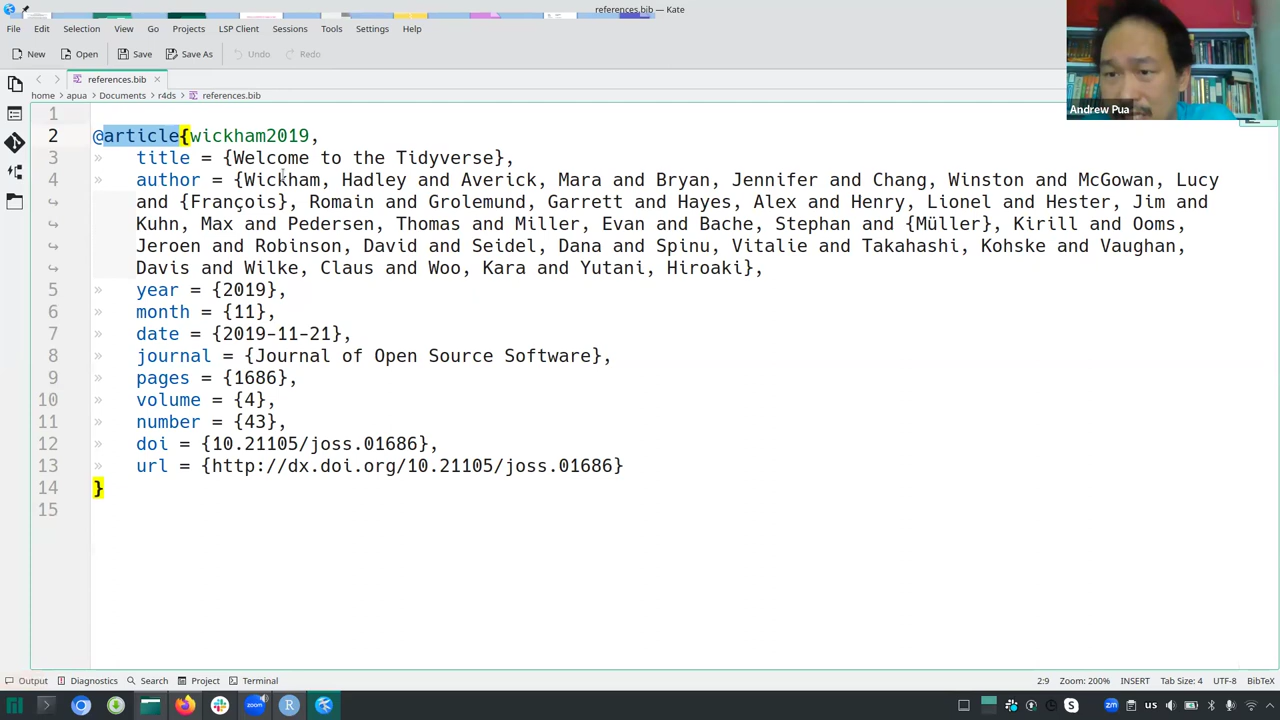 references.bib — Kate
File Edit Selection View Go Projects LSP Client Sessions Tools Settings Help
New Open Save Save As Undo Redo
references.bib
home apua Documents r4ds references.bib
Andrew Pua
1
2 @article{wickham2019,
3 » title = {Welcome to the Tidyverse},
4 » author = {Wickham, Hadley and Averick, Mara and Bryan, Jennifer and Chang, Winston and McGowan, Lucy
and {François}, Romain and Grolemund, Garrett and Hayes, Alex and Henry, Lionel and Hester, Jim and
Kuhn, Max and Pedersen, Thomas and Miller, Evan and Bache, Stephan and {Müller}, Kirill and Ooms,
Jeroen and Robinson, David and Seidel, Dana and Spinu, Vitalie and Takahashi, Kohske and Vaughan,
Davis and Wilke, Claus and Woo, Kara and Yutani, Hiroaki},
5 » year = {2019},
6 » month = {11},
7 » date = {2019-11-21},
8 » journal = {Journal of Open Source Software},
9 » pages = {1686},
10 » volume = {4},
11 » number = {43},
12 » doi = {10.21105/joss.01686},
13 » url = {http://dx.doi.org/10.21105/joss.01686}
14 }
15
Output Diagnostics Search Project Terminal 2:9 Zoom: 200% INSERT Tab Size: 4 UTF-8 BibTeX
zoom R zm S us